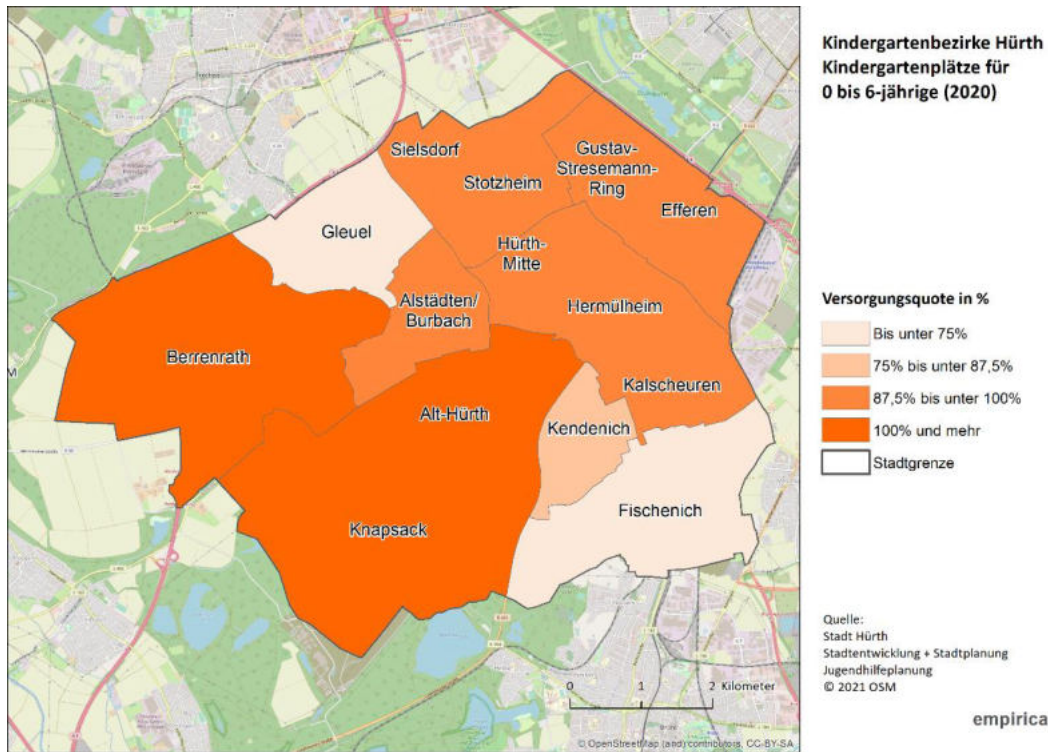 Kindergartenbezirke Hürth
Kindergartenplätze für
0 bis 6-jährige (2020)
Sielsdorf
Stotzheim
Gustav-
Stresemann-
Ring
Efferen
Gleuel
Hürth-
Mitte
Alstädten/
Burbach
Hermülheim
Berrenrath
Kalscheuren
Alt-Hürth
Kendenich
Knapsack
Fischenich
Versorgungsquote in %
Bis unter 75%
75% bis unter 87,5%
87,5% bis unter 100%
100% und mehr
Stadtgrenze
Quelle:
Stadt Hürth
Stadtentwicklung + Stadtplanung
Jugendhilfeplanung
© 2021 OSM
0 1 2 Kilometer
empirica
© OpenStreetMap (and) contributors, CC-BY-SA